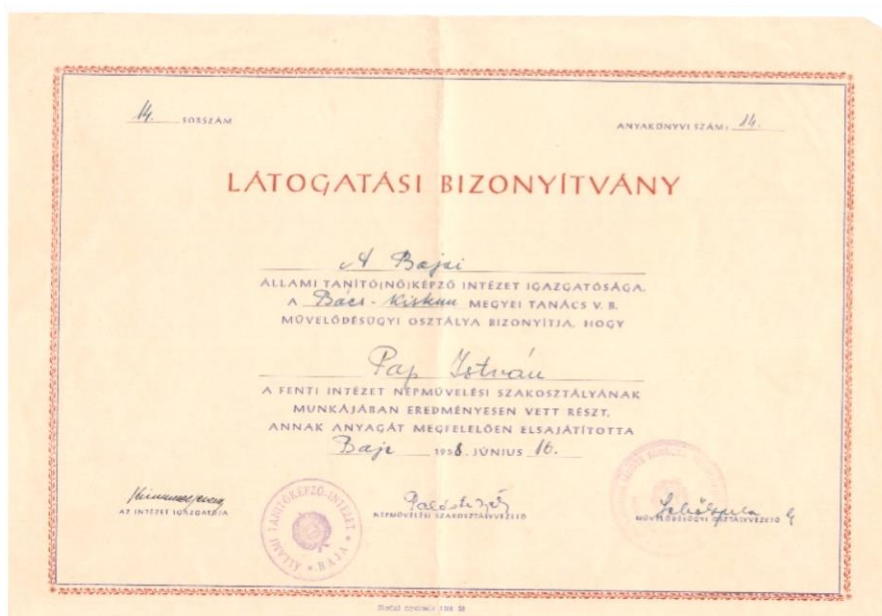 14. SORSZÁM
ANYAKÖNYVI SZÁM: 14.
LÁTOGATÁSI BIZONYÍTVÁNY
A Bajai
ÁLLAMI TANÍTÓ(NŐ)KÉPZŐ INTÉZET IGAZGATÓSÁGA,
A Bács-Kiskun MEGYEI TANÁCS V. B.
MŰVELŐDÉSÜGYI OSZTÁLYA BIZONYÍTJA, HOGY
Pap István
A FENTI INTÉZET NÉPMŰVELÉSI SZAKOSZTÁLYÁNAK
MUNKÁJÁBAN EREDMÉNYESEN VETT RÉSZT,
ANNAK ANYAGÁT MEGFELELŐEN ELSAJÁTÍTOTTA
Baja 1958. JÚNIUS 16.
AZ INTÉZET IGAZGATÓJA
ÁLLAMI TANÍTÓKÉPZŐ-INTÉZET * BAJA *
NÉPMŰVELÉSI SZAKOSZTÁLYVEZETŐ
MŰVELŐDÉSÜGYI OSZTÁLYVEZETŐ